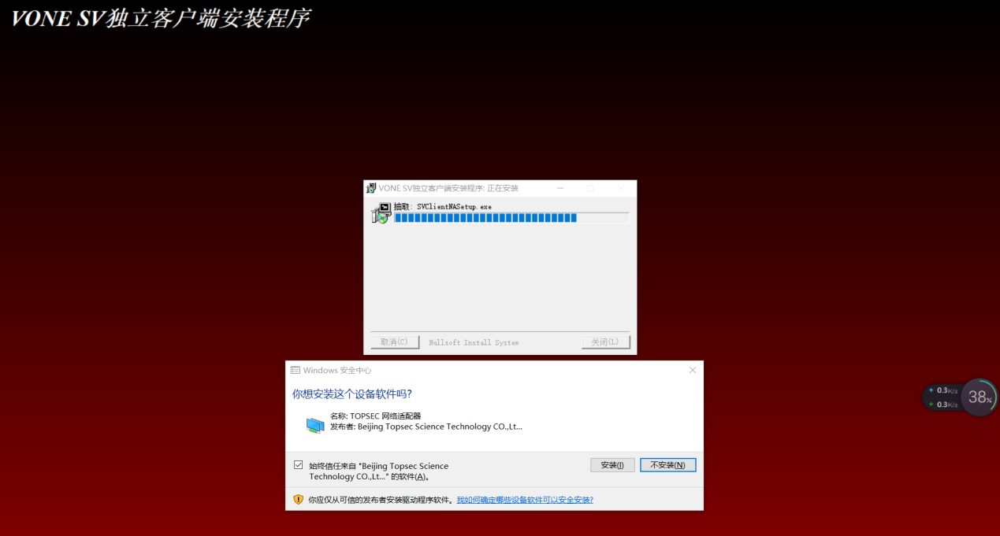 VONE SV独立客户端安装程序
VONE SV独立客户端安装程序: 正在安装
抽取: SVClientNASetup.exe
取消(C)
Nullsoft Install System
关闭(L)
Windows 安全中心
你想安装这个设备软件吗?
名称: TOPSEC 网络适配器
发布者: Beijing Topsec Science Technology CO.,Lt...
始终信任来自 "Beijing Topsec Science
Technology CO.,Lt..." 的软件(A)。
安装(I)
不安装(N)
你应仅从可信的发布者安装驱动程序软件。我如何确定哪些设备软件可以安全安装?
0.3K/s
0.3K/s
38%